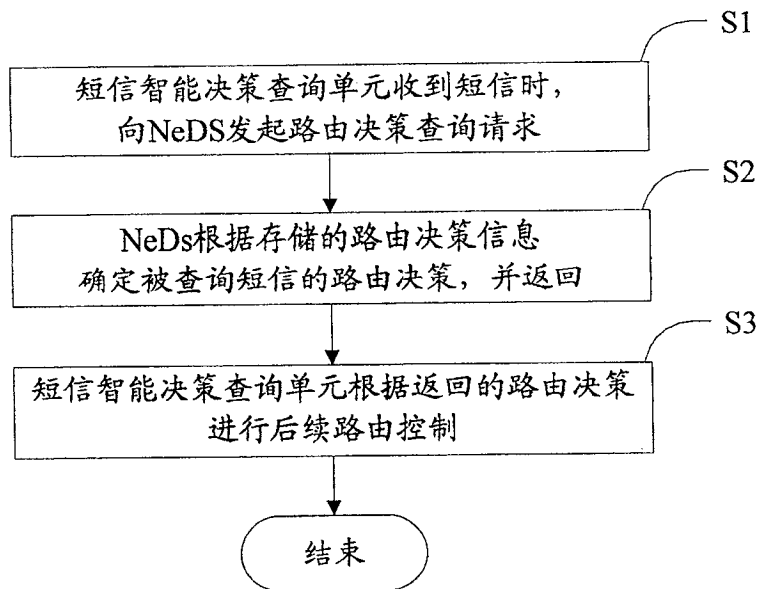 S1
短信智能决策查询单元收到短信时,
向NeDS发起路由决策查询请求
S2
NeDs根据存储的路由决策信息
确定被查询短信的路由决策, 并返回
S3
短信智能决策查询单元根据返回的路由决策
进行后续路由控制
结束